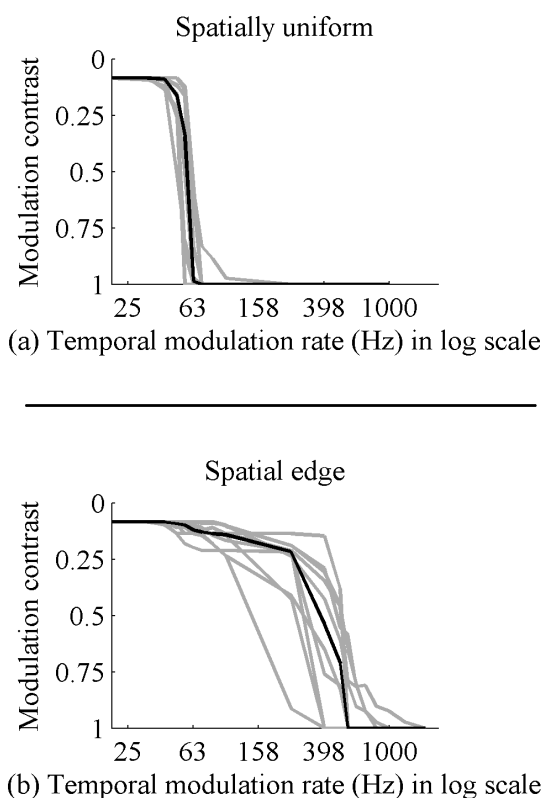 Spatially uniform
Modulation contrast
0
0.25
0.5
0.75
1
25 63 158 398 1000
(a) Temporal modulation rate (Hz) in log scale
Spatial edge
Modulation contrast
0
0.25
0.5
0.75
1
25 63 158 398 1000
(b) Temporal modulation rate (Hz) in log scale